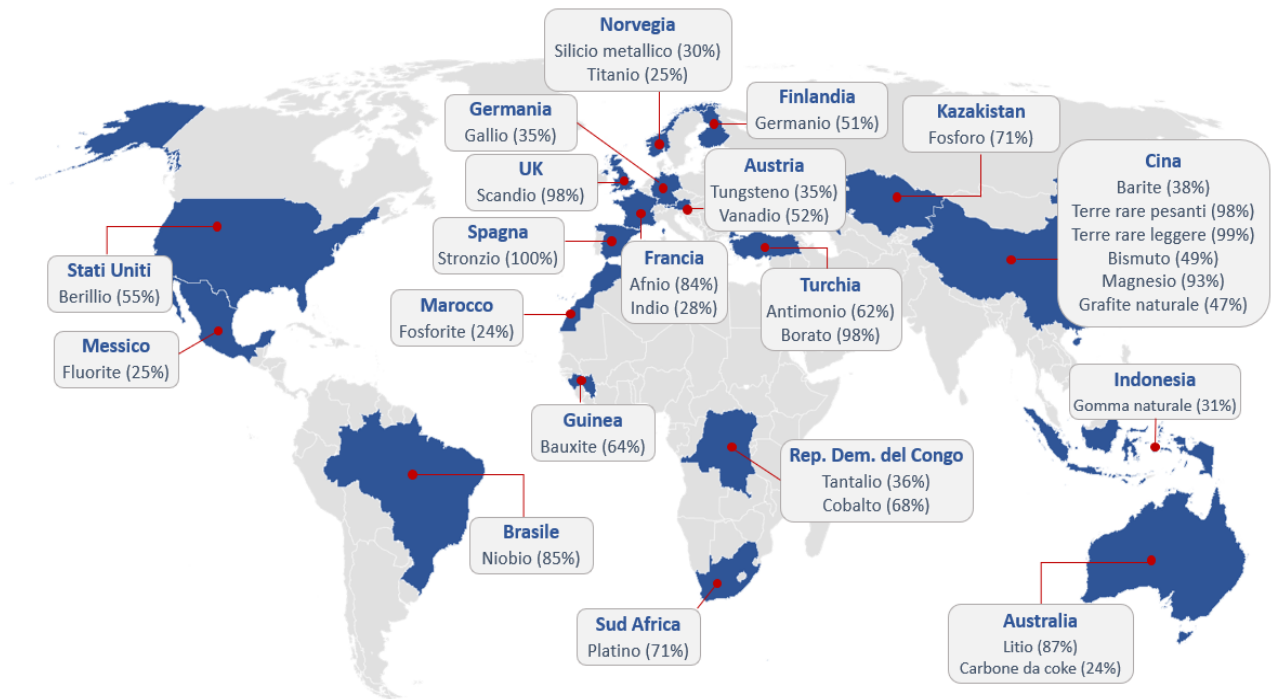 Norvegia
Silicio metallico (30%)
Titanio (25%)
Germania
Gallio (35%)
Finlandia
Germanio (51%)
Kazakistan
Fosforo (71%)
UK
Scandio (98%)
Austria
Tungsteno (35%)
Vanadio (52%)
Cina
Barite (38%)
Terre rare pesanti (98%)
Terre rare leggere (99%)
Bismuto (49%)
Magnesio (93%)
Grafite naturale (47%)
Spagna
Stronzio (100%)
Francia
Afnio (84%)
Indio (28%)
Turchia
Antimonio (62%)
Borato (98%)
Stati Uniti
Berillio (55%)
Marocco
Fosforite (24%)
Messico
Fluorite (25%)
Indonesia
Gomma naturale (31%)
Guinea
Bauxite (64%)
Rep. Dem. del Congo
Tantalio (36%)
Cobalto (68%)
Brasile
Niobio (85%)
Sud Africa
Platino (71%)
Australia
Litio (87%)
Carbone da coke (24%)